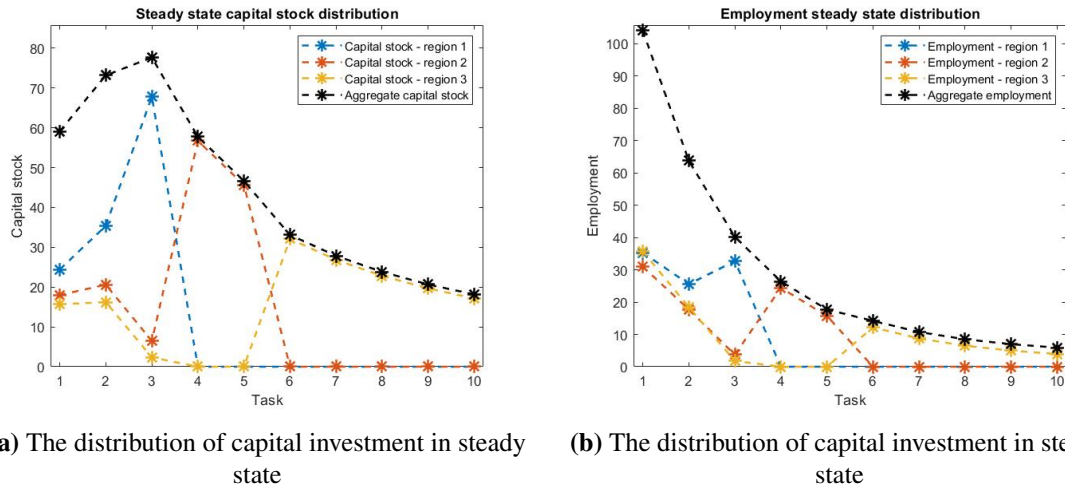 Steady state capital stock distribution
Capital stock - region 1
Capital stock - region 2
Capital stock - region 3
Aggregate capital stock
80
70
60
50
40
30
20
10
0
Capital stock
1 2 3 4 5 6 7 8 9 10
Task
Employment steady state distribution
Employment - region 1
Employment - region 2
Employment - region 3
Aggregate employment
100
90
80
70
60
50
40
30
20
10
0
Employment
1 2 3 4 5 6 7 8 9 10
Task
a) The distribution of capital investment in steady
state
(b) The distribution of capital investment in ste
state